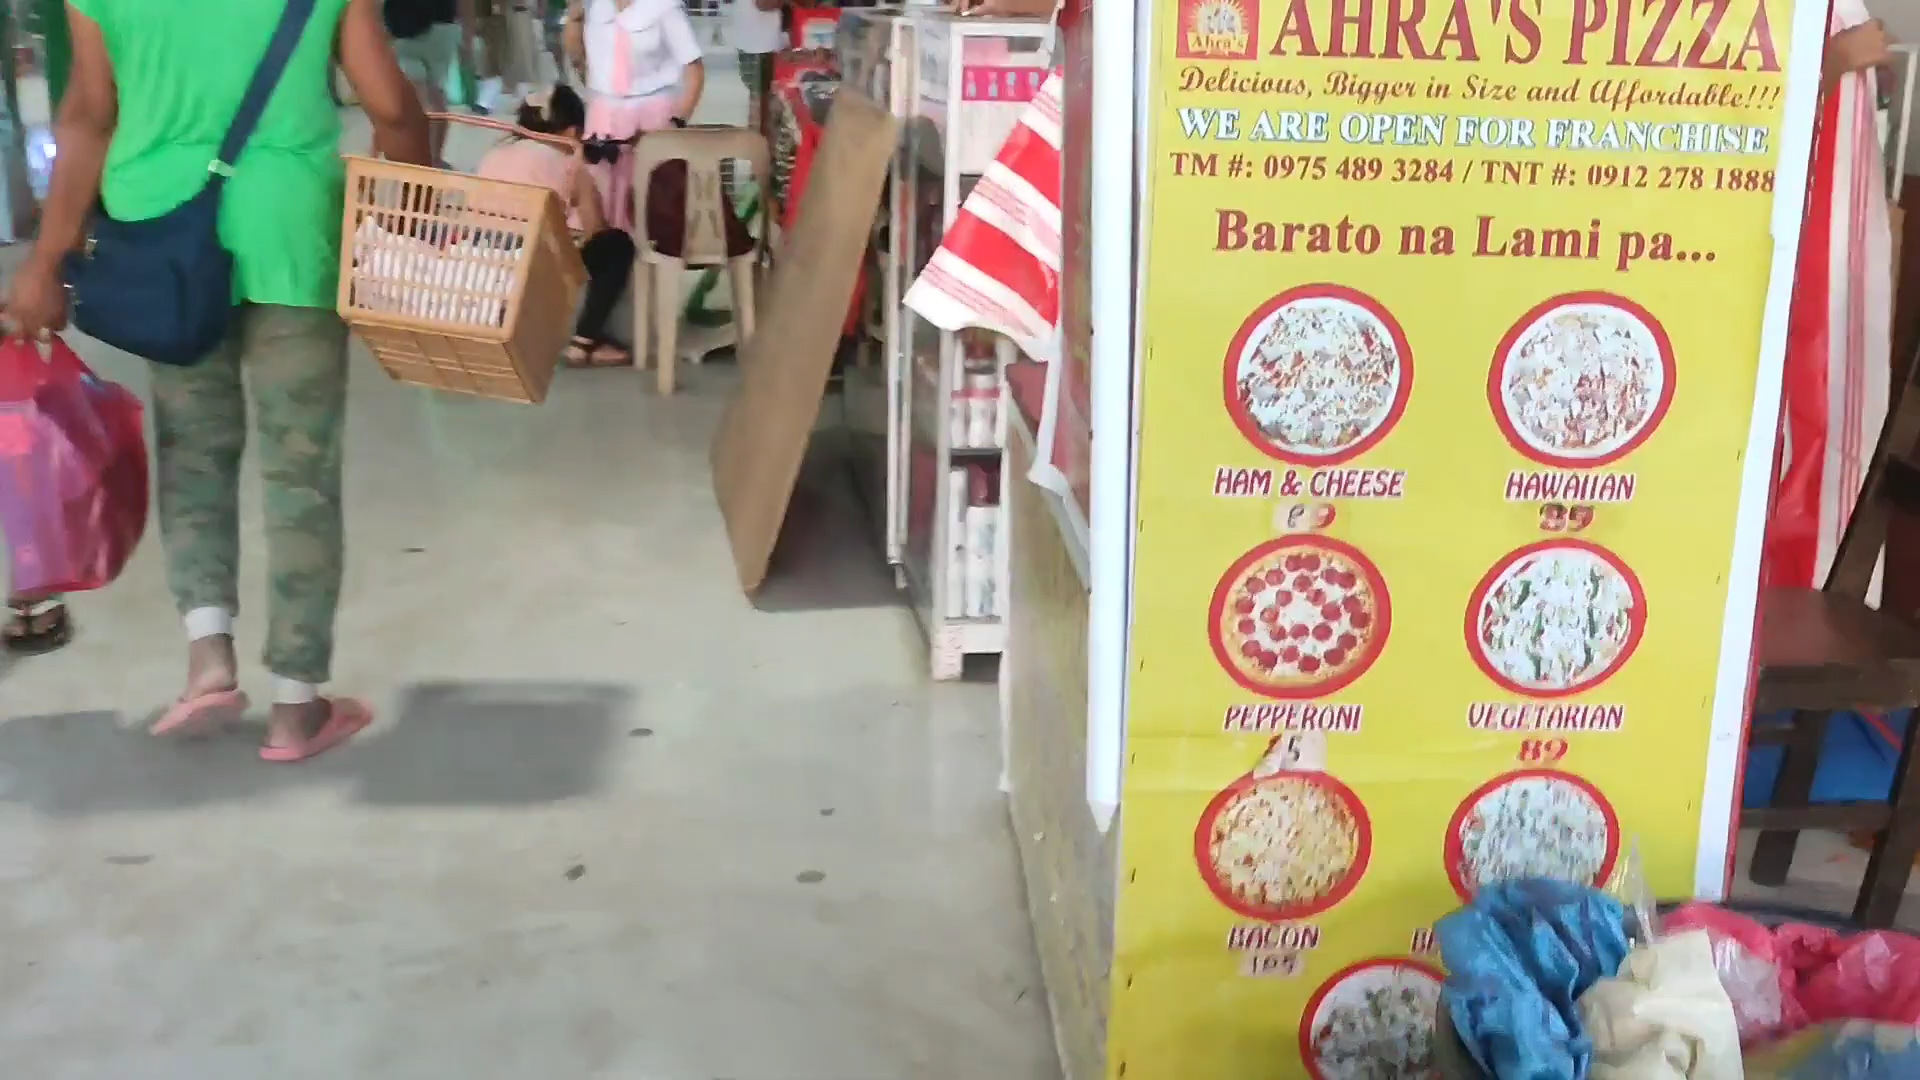 Ahra's
AHRA'S PIZZA
Delicious, Bigger in Size and Affordable!!!
WE ARE OPEN FOR FRANCHISE
TM #: 0975 489 3284 / TNT #: 0912 278 1888
Barato na Lami pa...
HAM & CHEESE HAWAIIAN
89
PEPPERONI VEGETARIAN
89
BACON